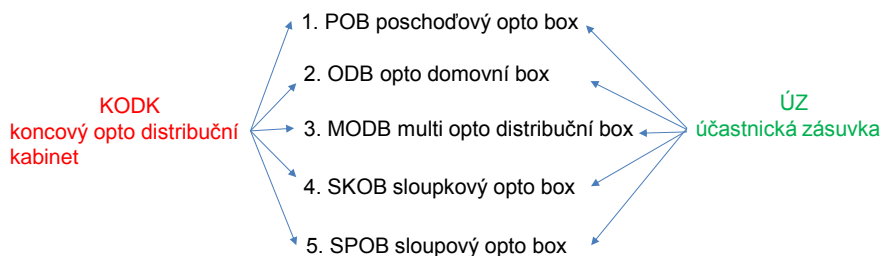 1. POB poschoďový opto box
2. ODB opto domovní box
KODK
koncový opto distribuční
kabinet
3. MODB multi opto distribuční box
ÚZ
účastnická zásuvka
4. SKOB sloupkový opto box
5. SPOB sloupový opto box